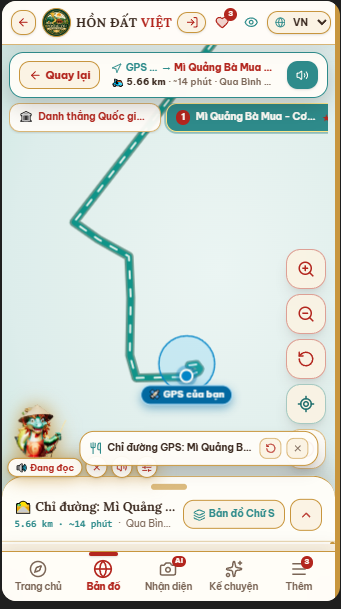 HỒN ĐẤT VIỆT
3
VN
Quay lại
GPS ... → Mì Quảng Bà Mua ...
5.66 km · ~14 phút · Qua Bình ...
Danh thắng Quốc gi...
1 Mì Quảng Bà Mua - Cơ...
GPS của bạn
Chỉ đường GPS: Mì Quảng B...
Đang đọc
Chỉ đường: Mì Quảng ...
5.66 km · ~14 phút · Qua Bìn...
Bản đồ Chữ S
AI
3
Trang chủ
Bản đồ
Nhận diện
Kể chuyện
Thêm